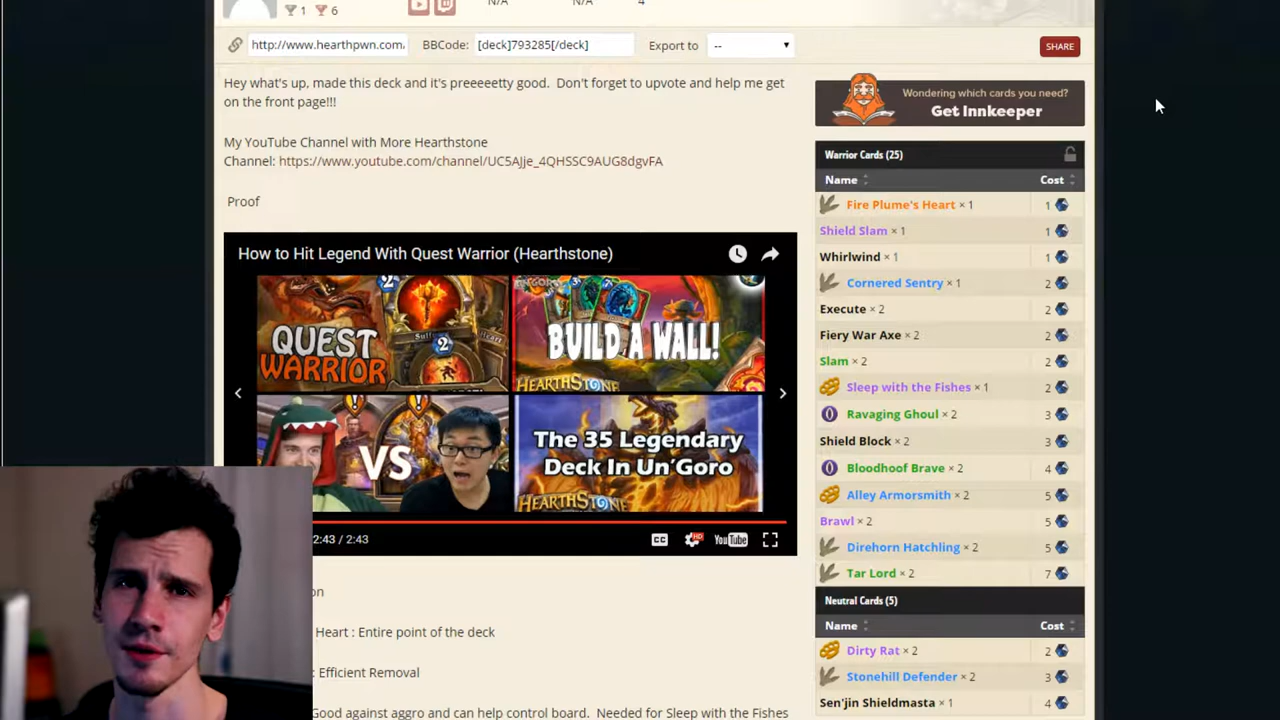 1 6 N/A N/A 4
http://www.hearthpwn.com, BBCode: [deck]793285[/deck] Export to -- SHARE
Hey what's up, made this deck and it's preeeeetty good. Don't forget to upvote and help me get
on the front page!!!
My YouTube Channel with More Hearthstone
Channel: https://www.youtube.com/channel/UC5AJje_4QHSSC9AUG8dgvFA
Proof
How to Hit Legend With Quest Warrior (Hearthstone)
QUEST
WARRIOR
2
2
BUILD A WALL!
HEARTHSTONE
VS
The 35 Legendary
Deck In Un'Goro
HEARTHSTONE
2:43 / 2:43
CC HD YouTube
on
Heart : Entire point of the deck
: Efficient Removal
Good against aggro and can help control board. Needed for Sleep with the Fishes
Wondering which cards you need?
Get Innkeeper
Warrior Cards (25)
Name Cost
Fire Plume's Heart × 1 1
Shield Slam × 1 1
Whirlwind × 1 1
Cornered Sentry × 1 2
Execute × 2 2
Fiery War Axe × 2 2
Slam × 2 2
Sleep with the Fishes × 1 2
Ravaging Ghoul × 2 3
Shield Block × 2 3
Bloodhoof Brave × 2 4
Alley Armorsmith × 2 5
Brawl × 2 5
Direhorn Hatchling × 2 5
Tar Lord × 2 7
Neutral Cards (5)
Name Cost
Dirty Rat × 2 2
Stonehill Defender × 2 3
Sen'jin Shieldmasta × 1 4